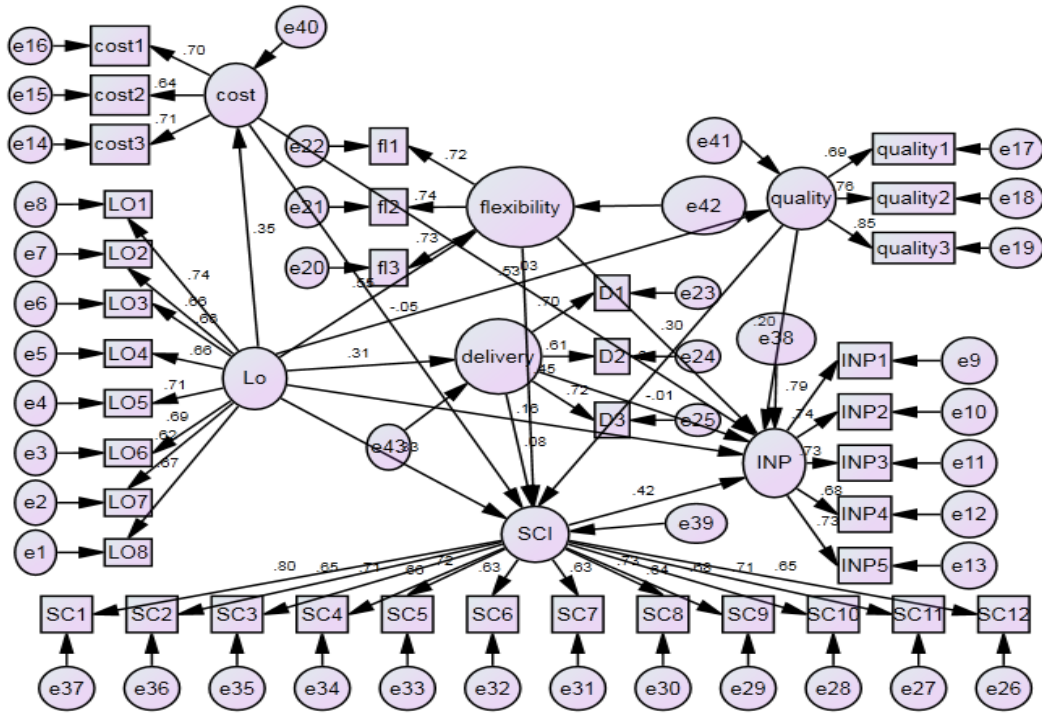 e40
e16 cost1 .70
e15 cost2 .64 cost
e14 cost3 .71
e22 fl1 .72
e41 .69 quality1 e17
e8 LO1
e21 fl2 .74 flexibility e42 quality .76 quality2 e18
.35
e7 LO2 .73 .53 .03 .85 quality3 e19
e20 fl3
e6 LO3 .74 .55 -.05 .70 D1 e23
.66 .30 .20
.68 e38
e5 LO4 .66 .31 delivery .61 D2 e24 INP1 e9
Lo .45
e4 LO5 .71 .16 .72 -.01 .79 INP2 e10
.69 D3 e25 .74
e3 LO6 .62 e43 .08 INP .73 INP3 e11
.67
e2 LO7 .42 .68 INP4 e12
SCI e39 .73
e1 LO8 INP5 e13
.80 .65 .71 .66 .72 .63 .63 .64 .73 .68 .71 .65
SC1 SC2 SC3 SC4 SC5 SC6 SC7 SC8 SC9 SC10 SC11 SC12
e37 e36 e35 e34 e33 e32 e31 e30 e29 e28 e27 e26